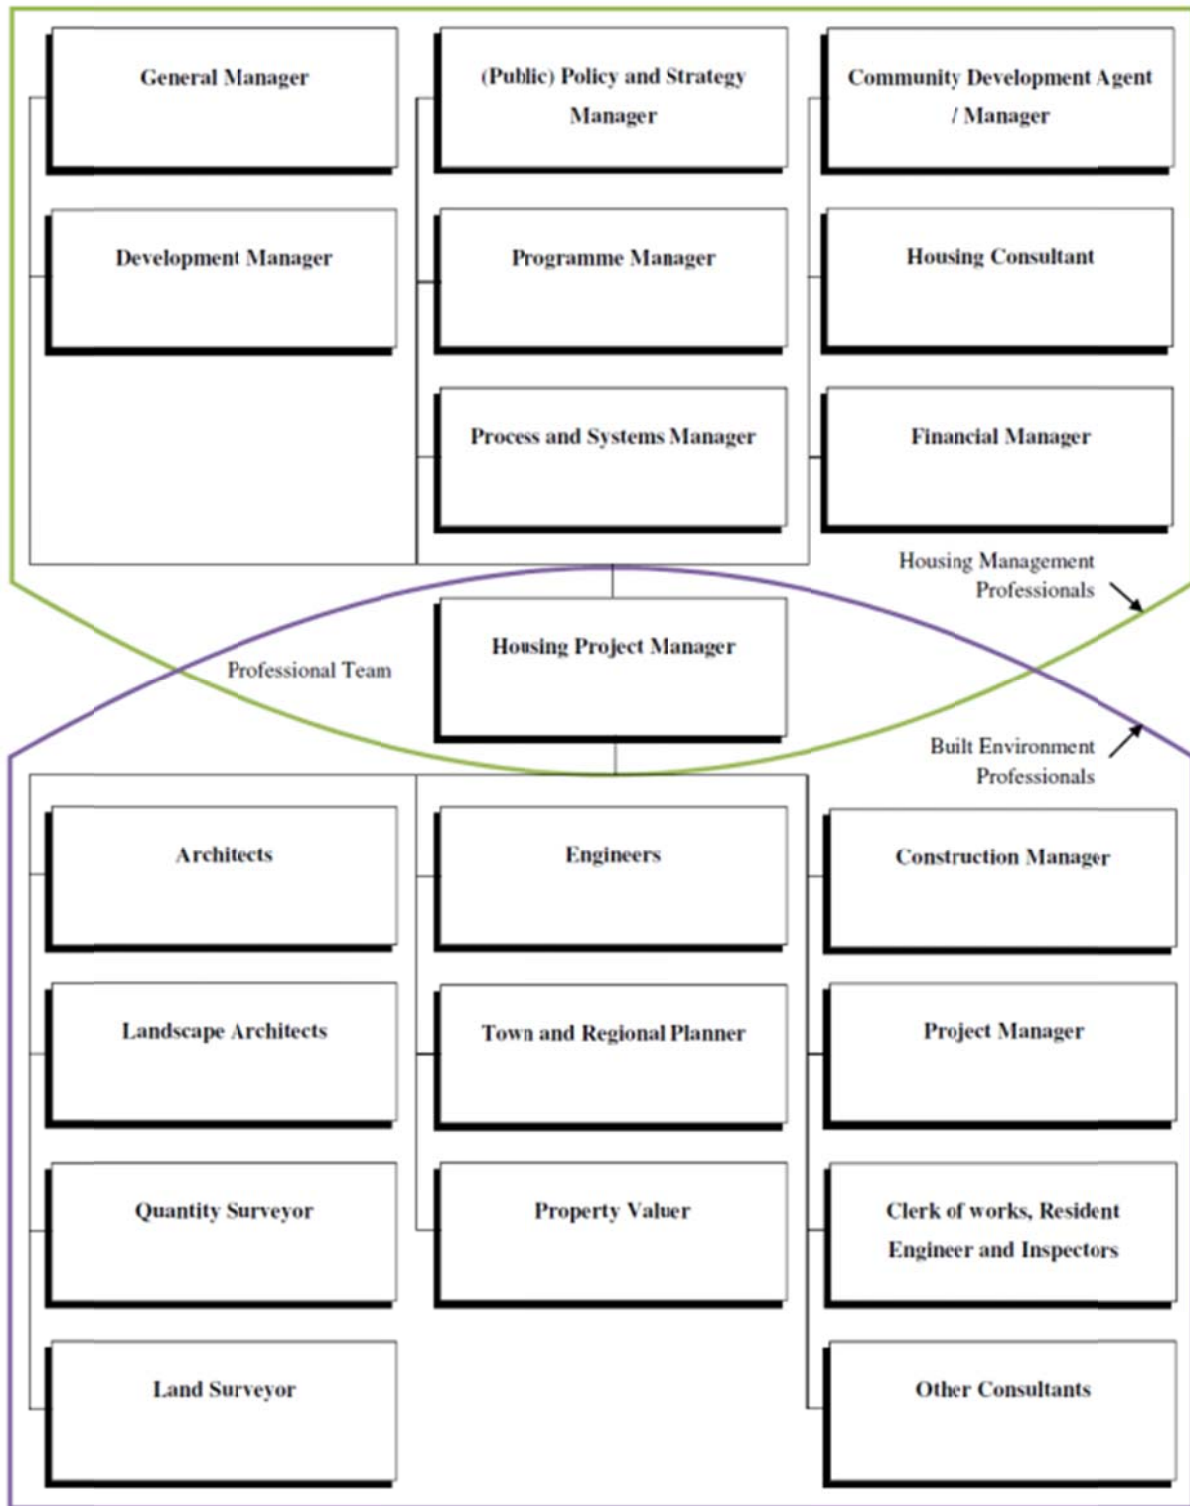 General Manager
(Public) Policy and Strategy
Manager
Community Development Agent
/ Manager
Development Manager
Programme Manager
Housing Consultant
Process and Systems Manager
Financial Manager
Housing Management
Professionals
Housing Project Manager
Professional Team
Built Environment
Professionals
Architects
Engineers
Construction Manager
Landscape Architects
Town and Regional Planner
Project Manager
Quantity Surveyor
Property Valuer
Clerk of works, Resident
Engineer and Inspectors
Land Surveyor
Other Consultants